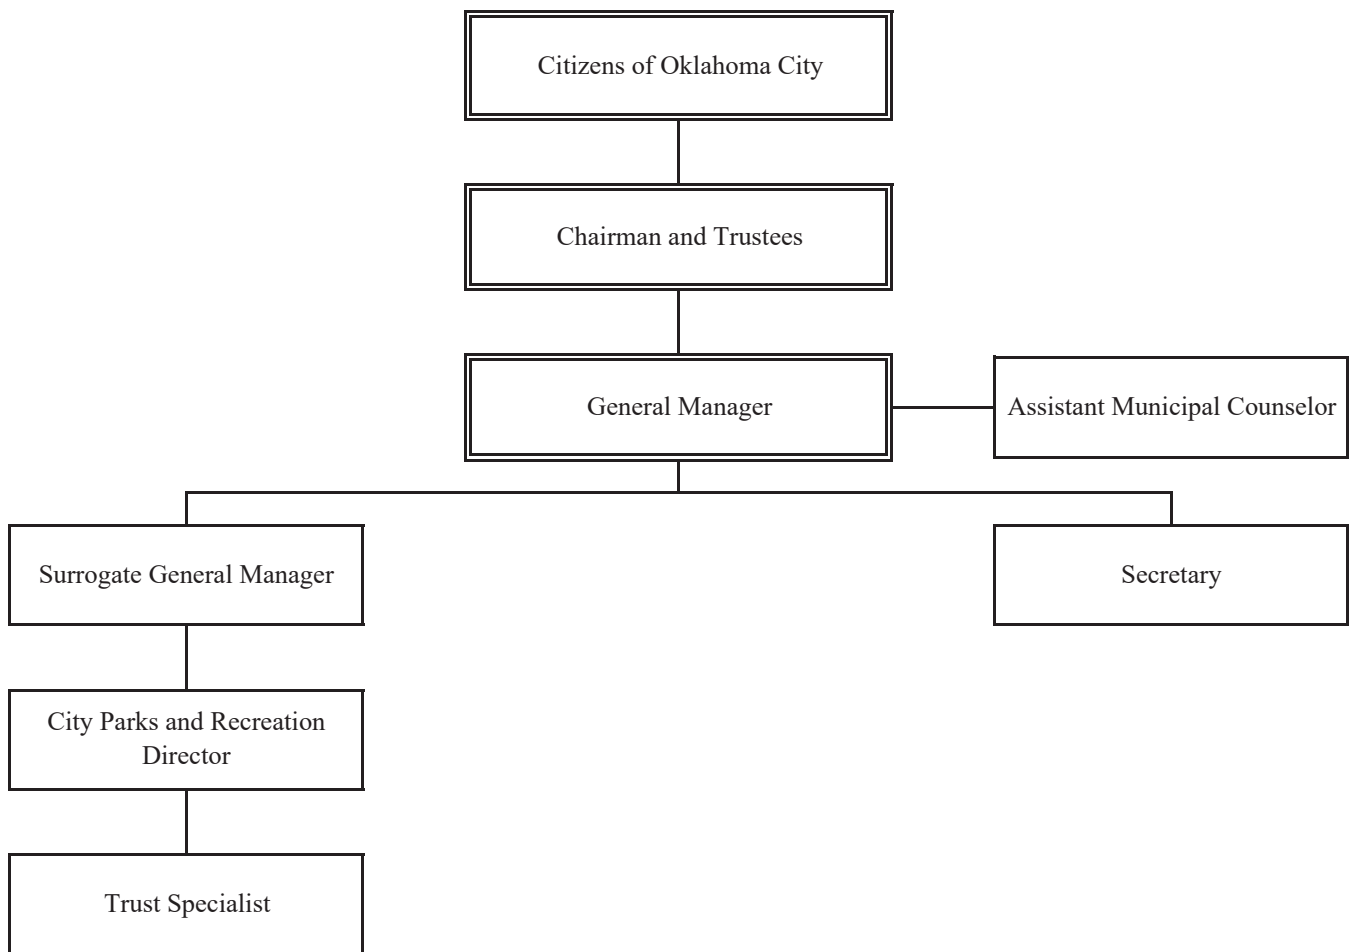 Citizens of Oklahoma City
Chairman and Trustees
General Manager
Assistant Municipal Counselor
Surrogate General Manager
Secretary
City Parks and Recreation
Director
Trust Specialist